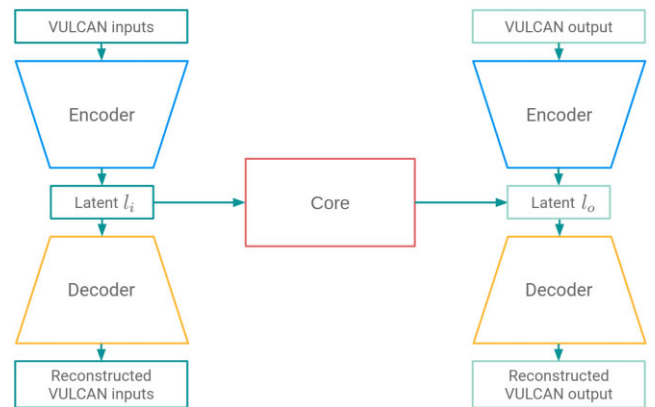 VULCAN inputs
Encoder
Latent l_i
Decoder
Reconstructed
VULCAN inputs
Core
VULCAN output
Encoder
Latent l_o
Decoder
Reconstructed
VULCAN output